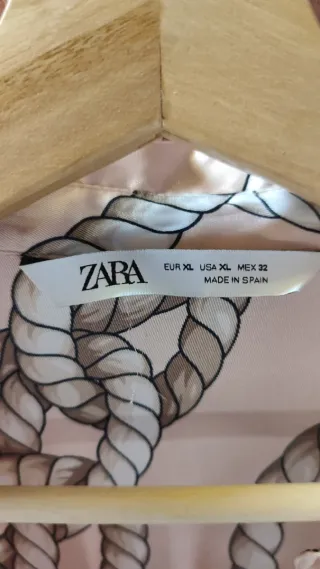 ZARA
EUR XL USA XL MEX 32
MADE IN SPAIN